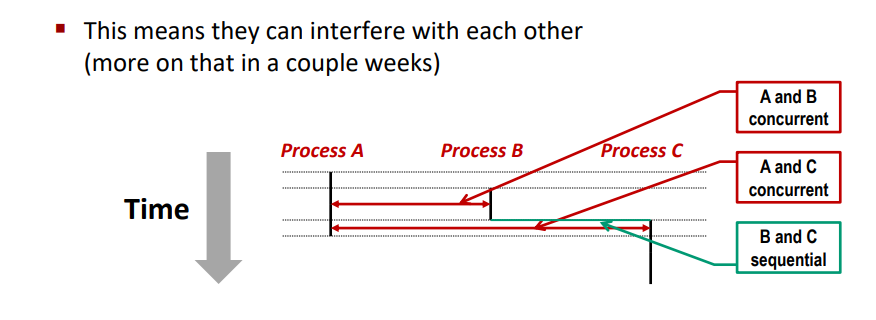 This means they can interfere with each other
(more on that in a couple weeks)
A and B
concurrent
Process A
Process B
Process C
A and C
concurrent
Time
B and C
sequential